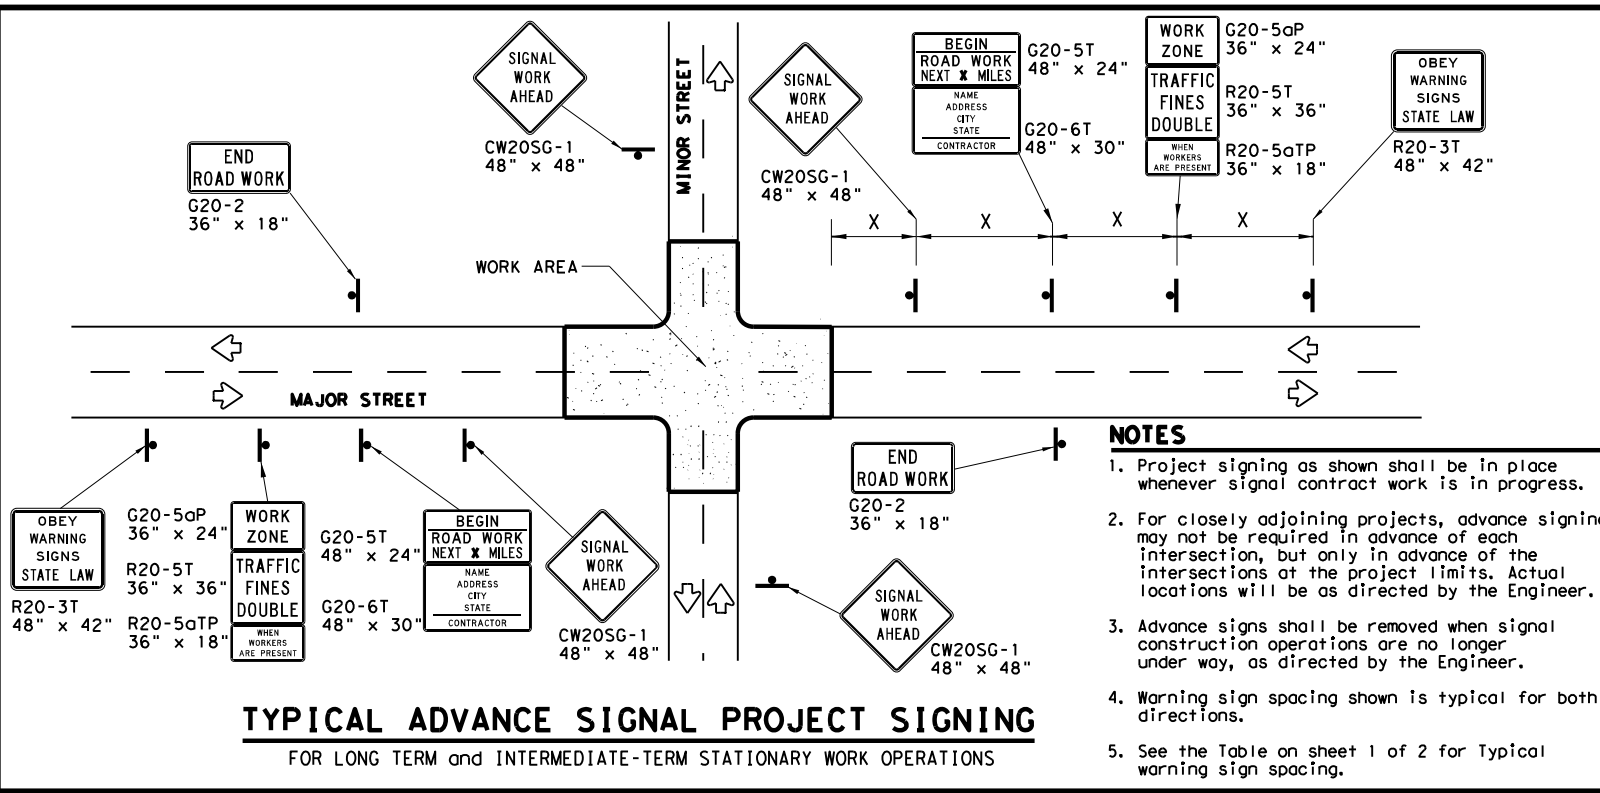 SIGNAL
WORK
AHEAD
CW20SG-1
48" x 48"
END
ROAD WORK
G20-2
36" x 18"
MINOR STREET
SIGNAL
WORK
AHEAD
CW20SG-1
48" x 48"
BEGIN
ROAD WORK
NEXT X MILES
NAME
ADDRESS
CITY
STATE
CONTRACTOR
G20-5T
48" x 24"
G20-6T
48" x 30"
WORK
ZONE
TRAFFIC
FINES
DOUBLE
WHEN
WORKERS
ARE PRESENT
G20-5aP
36" x 24"
R20-5T
36" x 36"
R20-5aTP
36" x 18"
OBEY
WARNING
SIGNS
STATE LAW
R20-3T
48" x 42"
X
X
X
X
WORK AREA
MAJOR STREET
OBEY
WARNING
SIGNS
STATE LAW
R20-3T
48" x 42"
G20-5aP
36" x 24"
R20-5T
36" x 36"
R20-5aTP
36" x 18"
WORK
ZONE
TRAFFIC
FINES
DOUBLE
WHEN
WORKERS
ARE PRESENT
G20-5T
48" x 24"
G20-6T
48" x 30"
BEGIN
ROAD WORK
NEXT X MILES
NAME
ADDRESS
CITY
STATE
CONTRACTOR
SIGNAL
WORK
AHEAD
CW20SG-1
48" x 48"
END
ROAD WORK
G20-2
36" x 18"
SIGNAL
WORK
AHEAD
CW20SG-1
48" x 48"
TYPICAL ADVANCE SIGNAL PROJECT SIGNING
FOR LONG TERM and INTERMEDIATE-TERM STATIONARY WORK OPERATIONS
NOTES
1. Project signing as shown shall be in place
whenever signal contract work is in progress.
2. For closely adjoining projects, advance signing
may not be required in advance of each
intersection, but only in advance of the
intersections at the project limits. Actual
locations will be as directed by the Engineer.
3. Advance signs shall be removed when signal
construction operations are no longer
under way, as directed by the Engineer.
4. Warning sign spacing shown is typical for both
directions.
5. See the Table on sheet 1 of 2 for Typical
warning sign spacing.